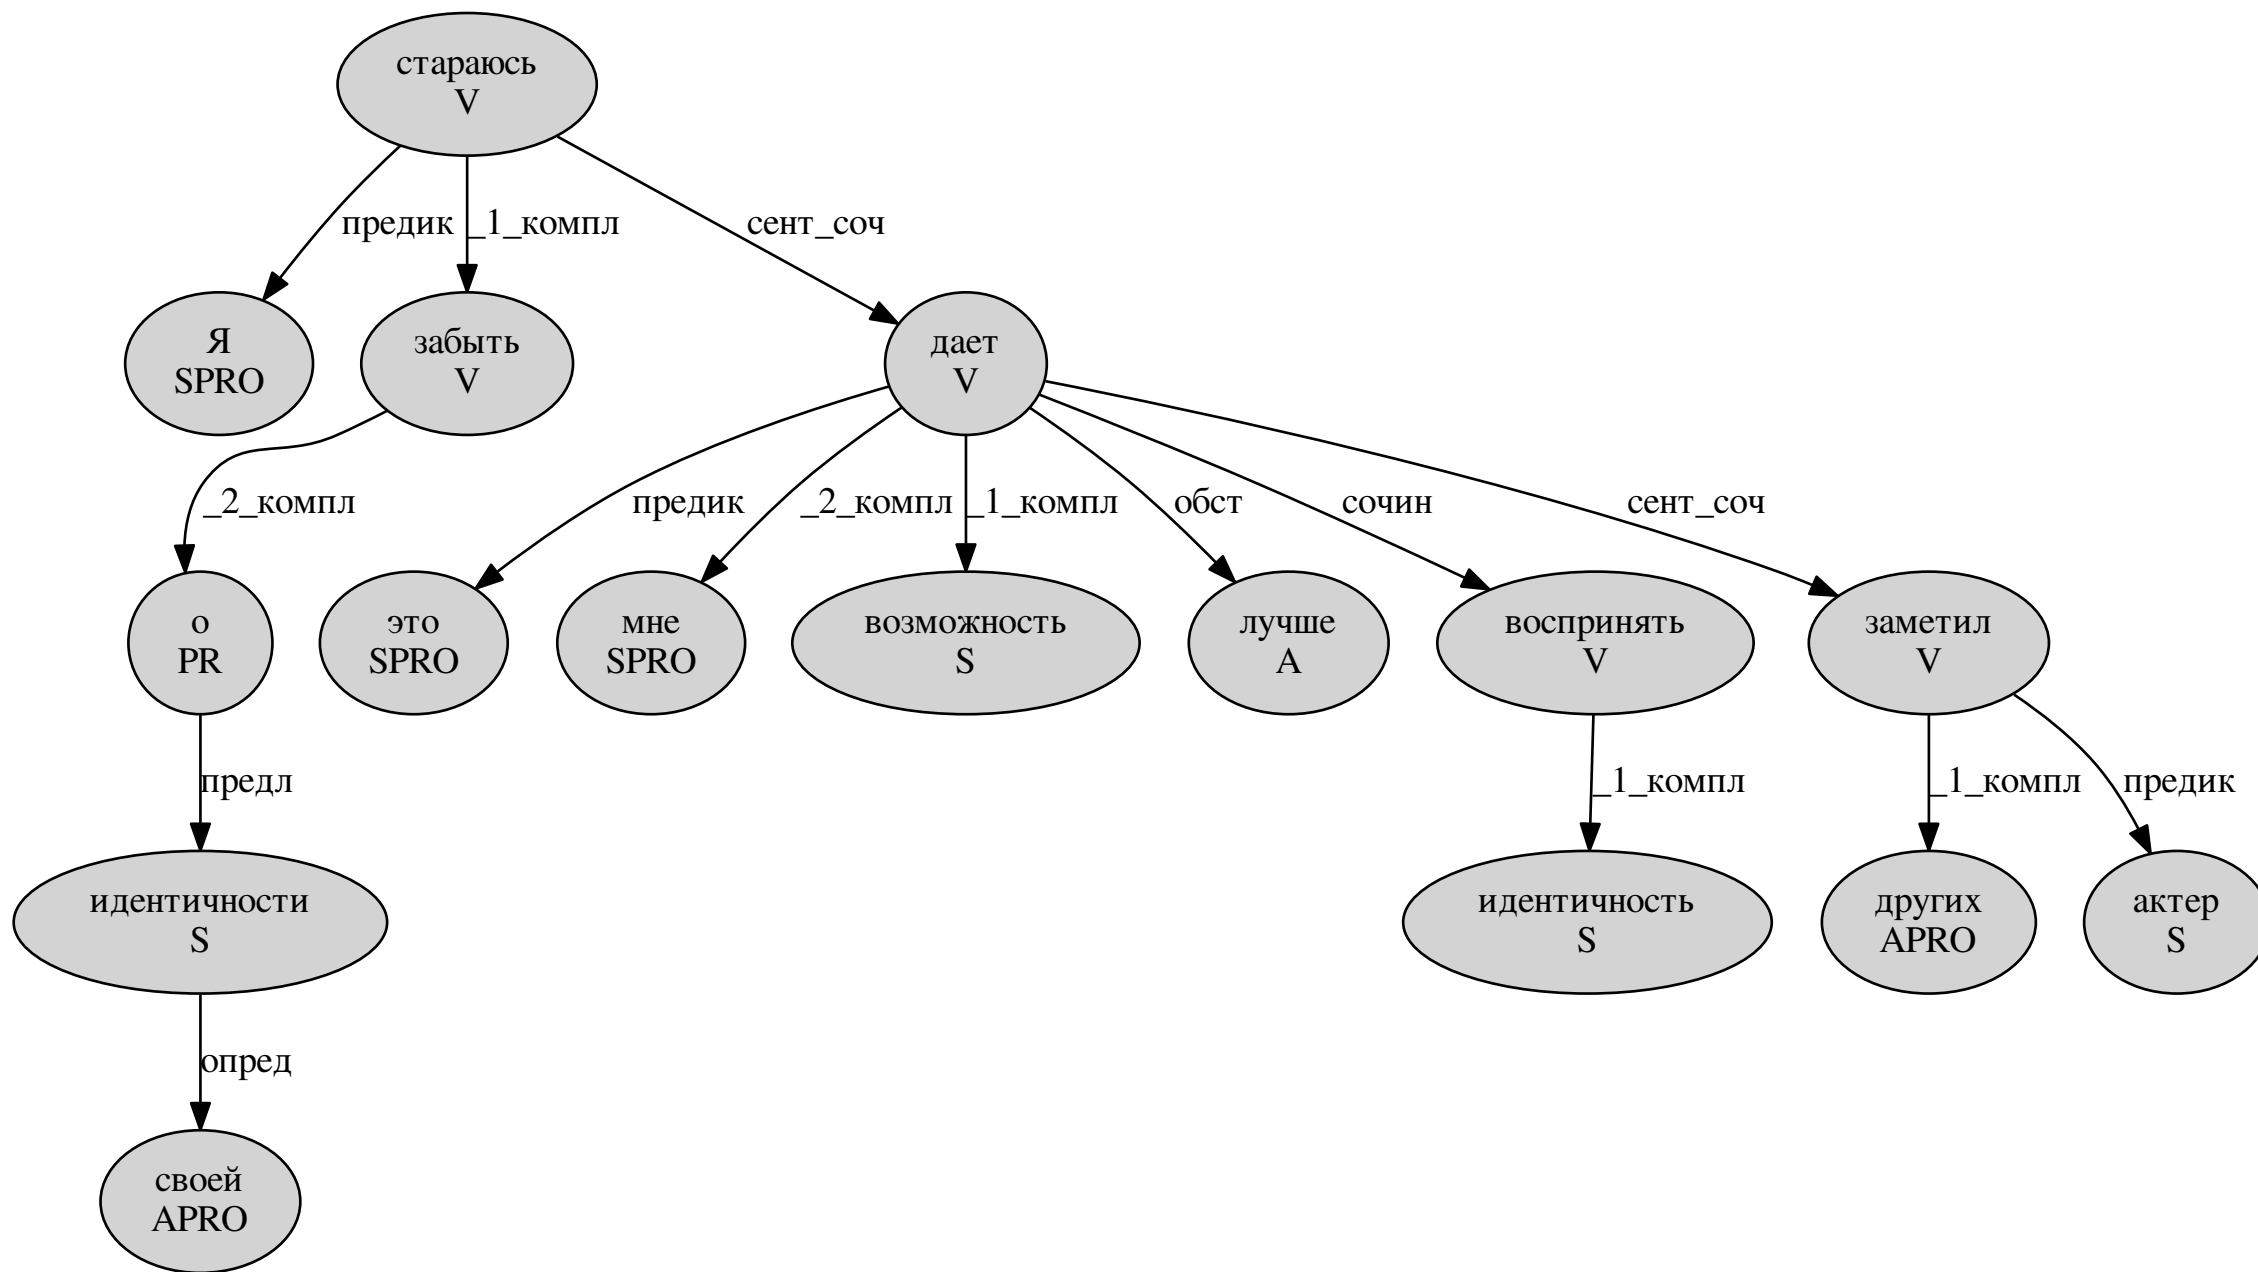 стараюсь
V
предик
_1_компл
сент_соч
Я
SPRO
забыть
V
дает
V
_2_компл
предик
_2_компл
_1_компл
обст
сочин
сент_соч
о
PR
это
SPRO
мне
SPRO
возможность
S
лучше
A
воспринять
V
заметил
V
предл
_1_компл
_1_компл
предик
идентичности
S
идентичность
S
других
APRO
актер
S
опред
своей
APRO